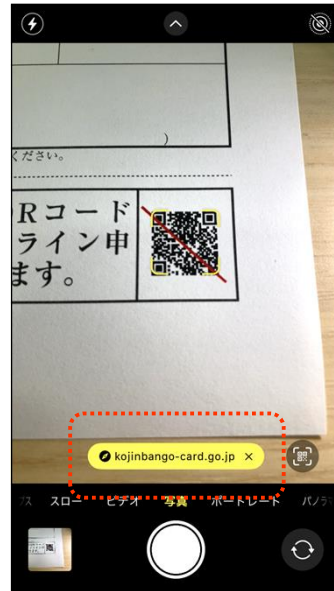 )
ください。
Rコード
ライン申
ます。
kojinbango-card.go.jp ×
スロー ビデオ 写真 ポートレート パノラ